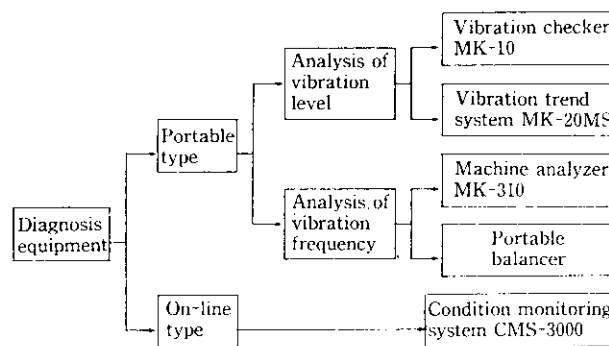 Vibration checker
MK-10
Analysis of
vibration
level
Vibration trend
system MK-20MS
Portable
type
Machine analyzer
MK-310
Analysis of
vibration
frequency
Diagnosis
equipment
Portable
balancer
On-line
type
Condition monitoring
system CMS-3000